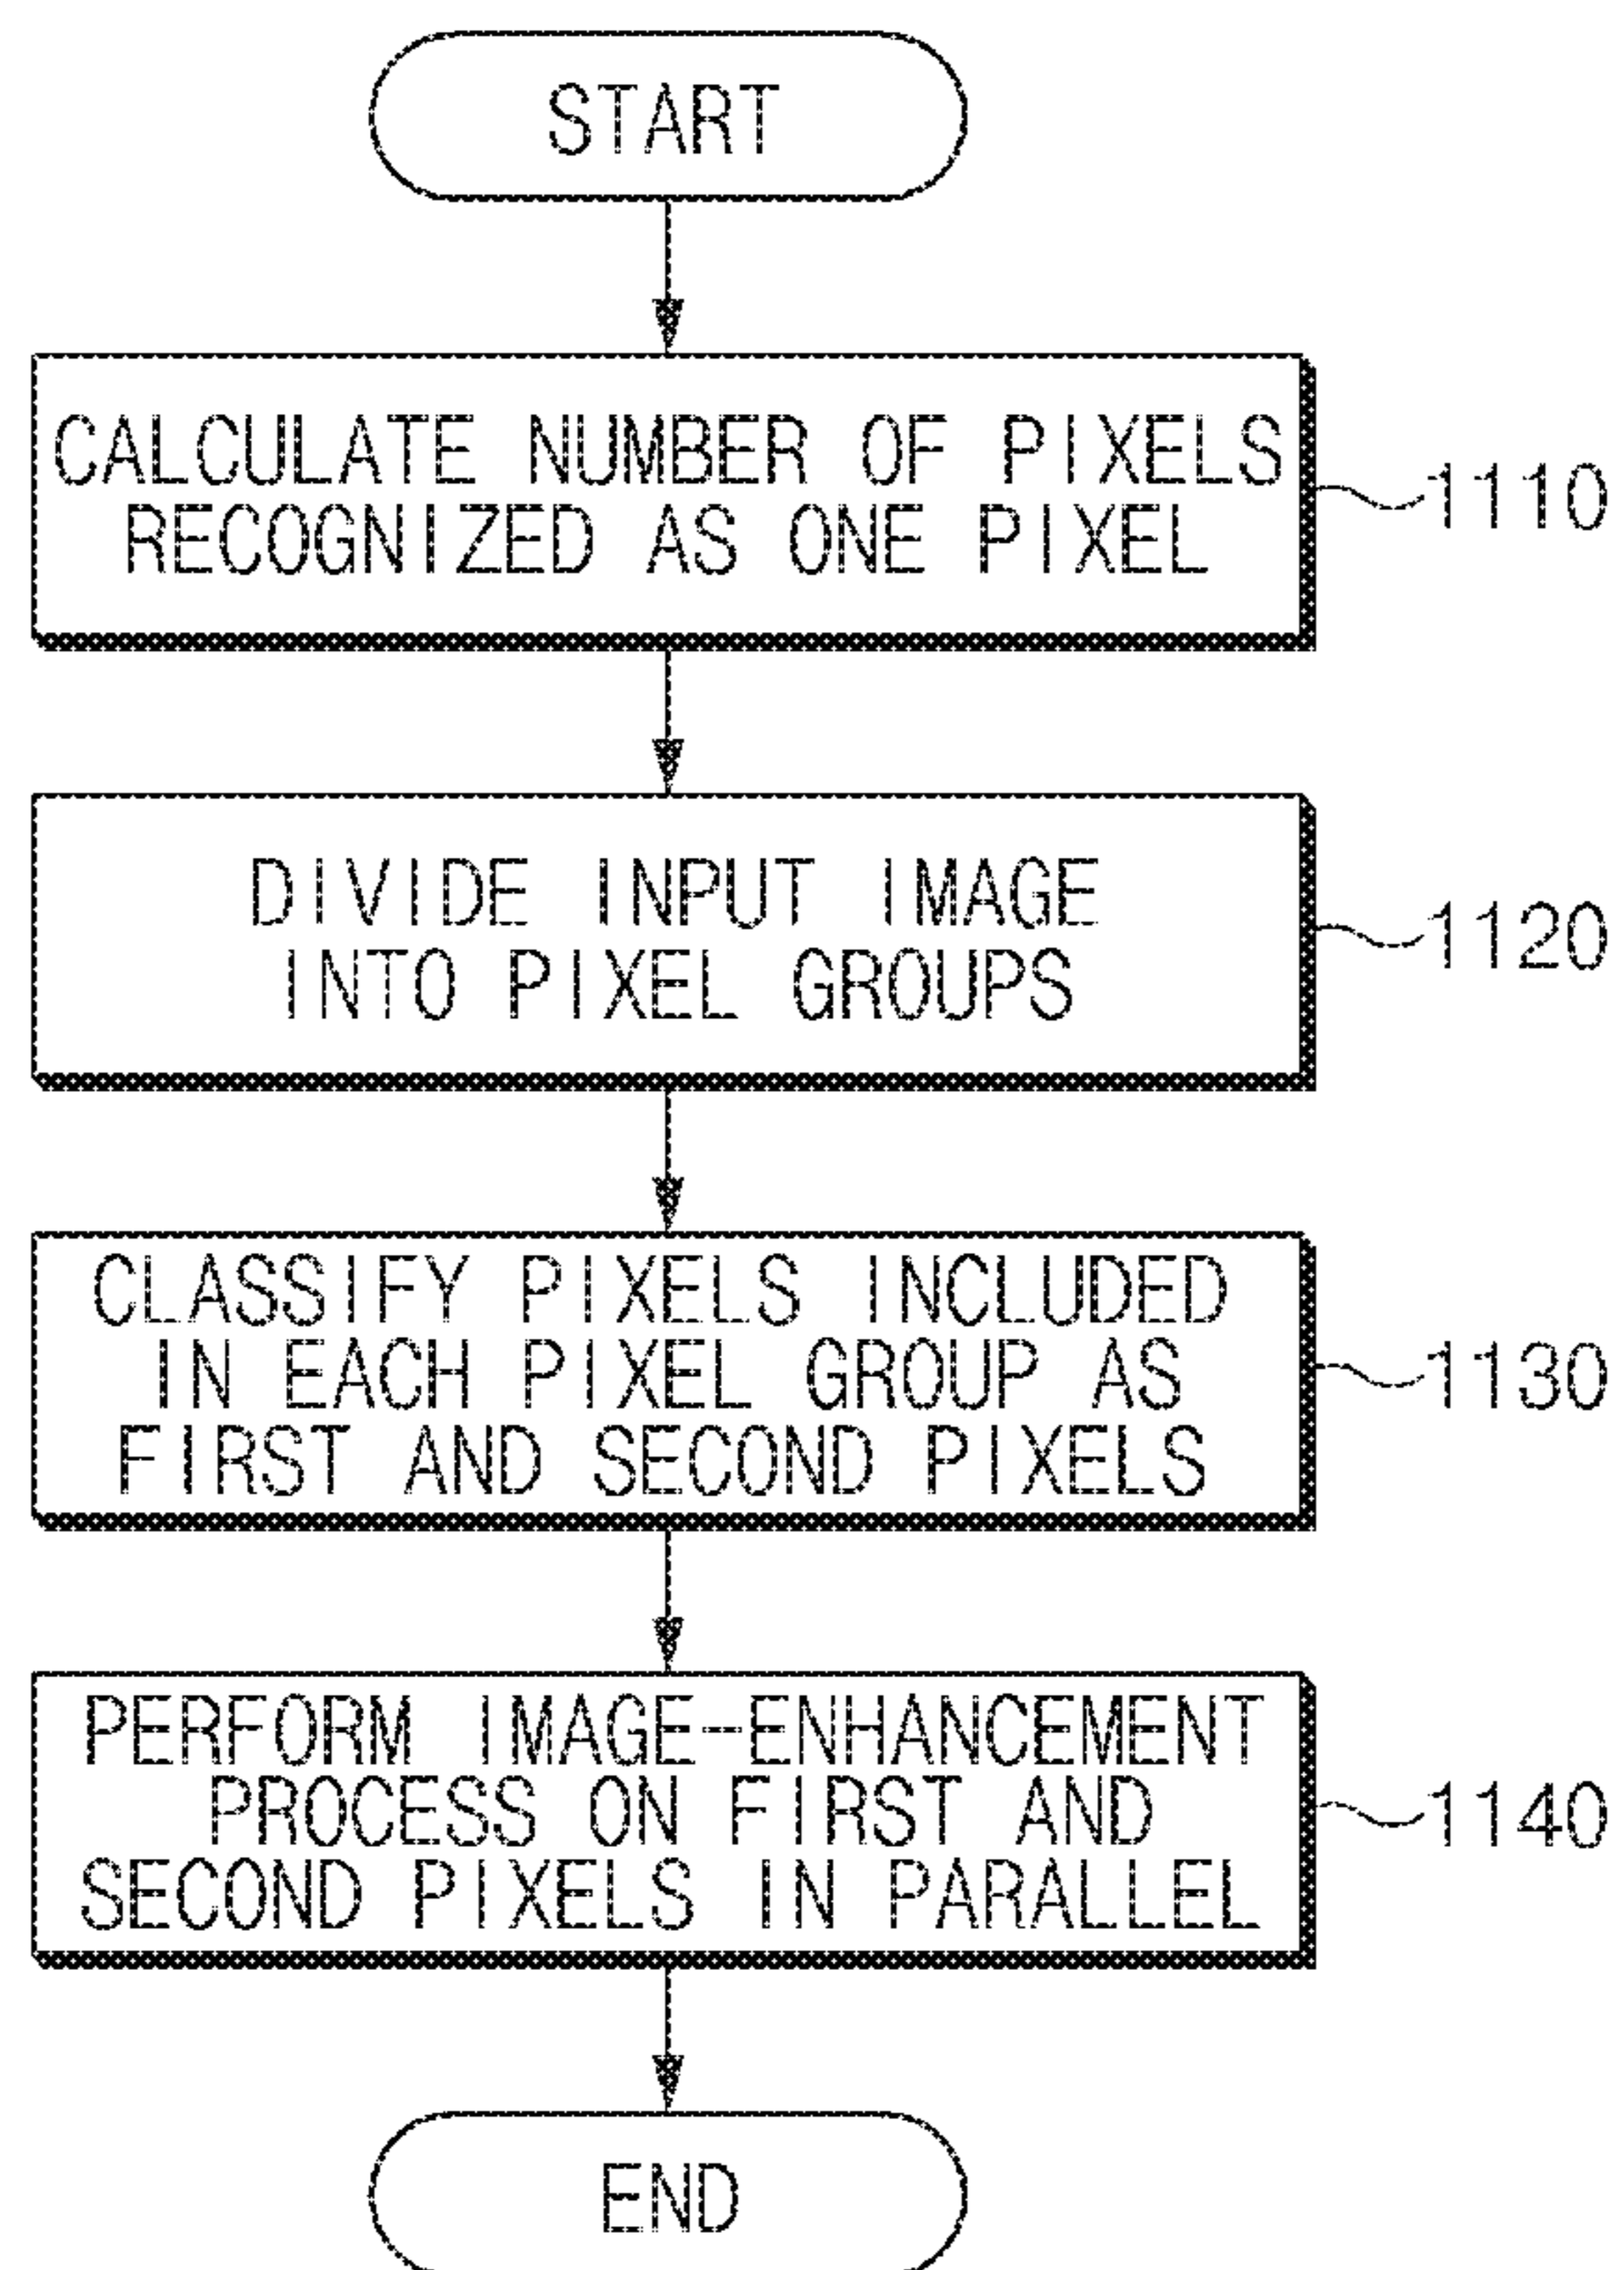 START
CALCULATE NUMBER OF PIXELS
RECOGNIZED AS ONE PIXEL
1110
DIVIDE INPUT IMAGE
INTO PIXEL GROUPS
1120
CLASSIFY PIXELS INCLUDED
IN EACH PIXEL GROUP AS
FIRST AND SECOND PIXELS
1130
PERFORM IMAGE-ENHANCEMENT
PROCESS ON FIRST AND
SECOND PIXELS IN PARALLEL
1140
END